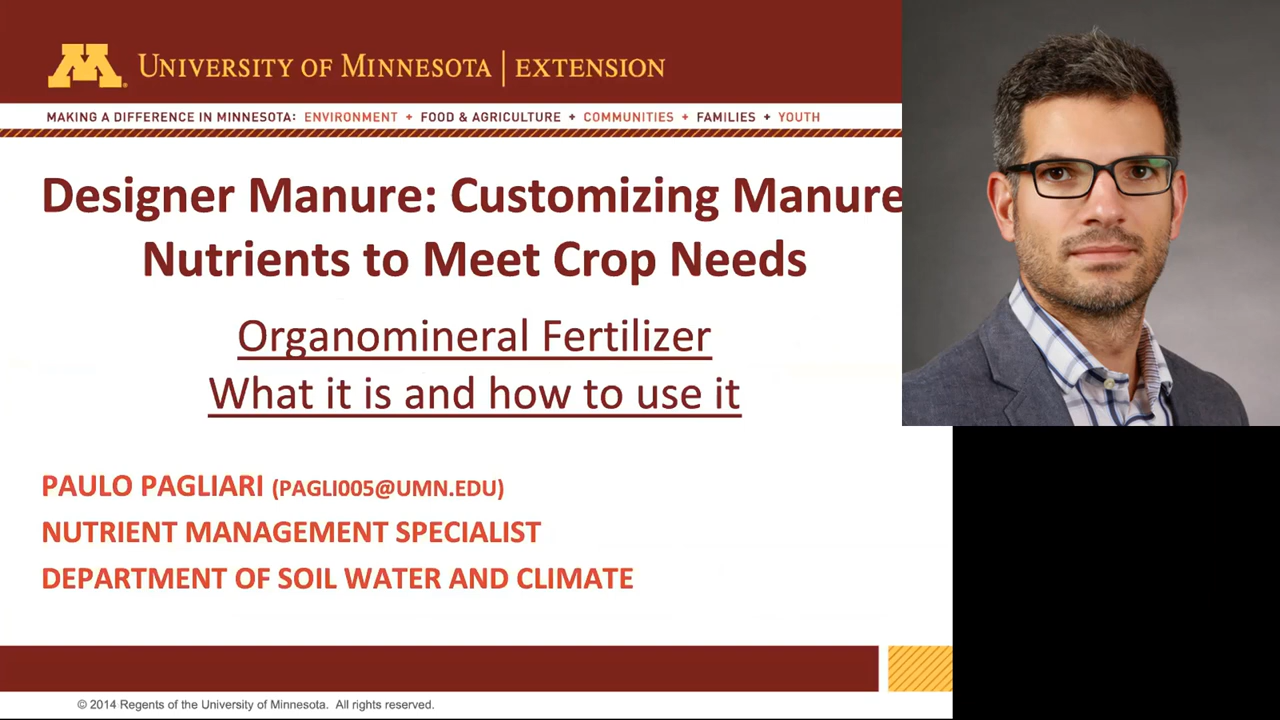 M UNIVERSITY OF MINNESOTA | EXTENSION
MAKING A DIFFERENCE IN MINNESOTA: ENVIRONMENT + FOOD & AGRICULTURE + COMMUNITIES + FAMILIES + YOUTH
Designer Manure: Customizing Manure
Nutrients to Meet Crop Needs
Organomineral Fertilizer
What it is and how to use it
PAULO PAGLIARI (PAGLI005@UMN.EDU)
NUTRIENT MANAGEMENT SPECIALIST
DEPARTMENT OF SOIL WATER AND CLIMATE
© 2014 Regents of the University of Minnesota. All rights reserved.